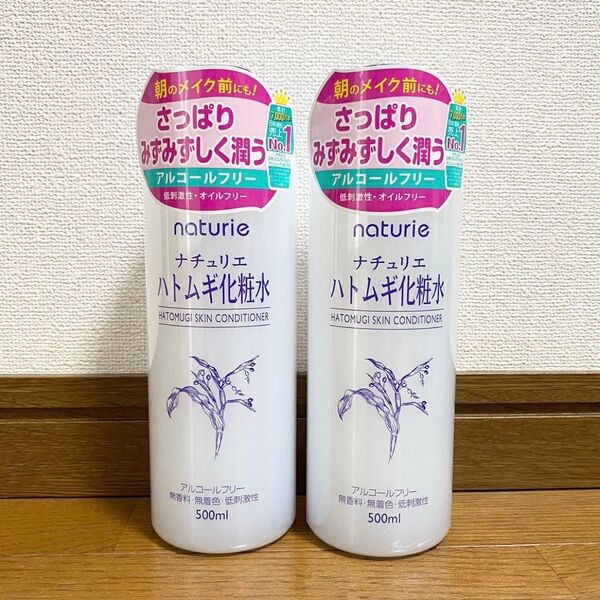 朝のメイク前にも!
さっぱり
みずみずしく潤う
アルコールフリー
低刺激性・オイルフリー
売上
No.1
naturie
ナチュリエ
ハトムギ化粧水
HATOMUGI SKIN CONDITIONER
アルコールフリー
無香料・無着色・低刺激性
500ml
朝のメイク前にも!
さっぱり
みずみずしく潤う
アルコールフリー
低刺激性・オイルフリー
売上
No.1
naturie
ナチュリエ
ハトムギ化粧水
HATOMUGI SKIN CONDITIONER
アルコールフリー
無香料・無着色・低刺激性
500ml